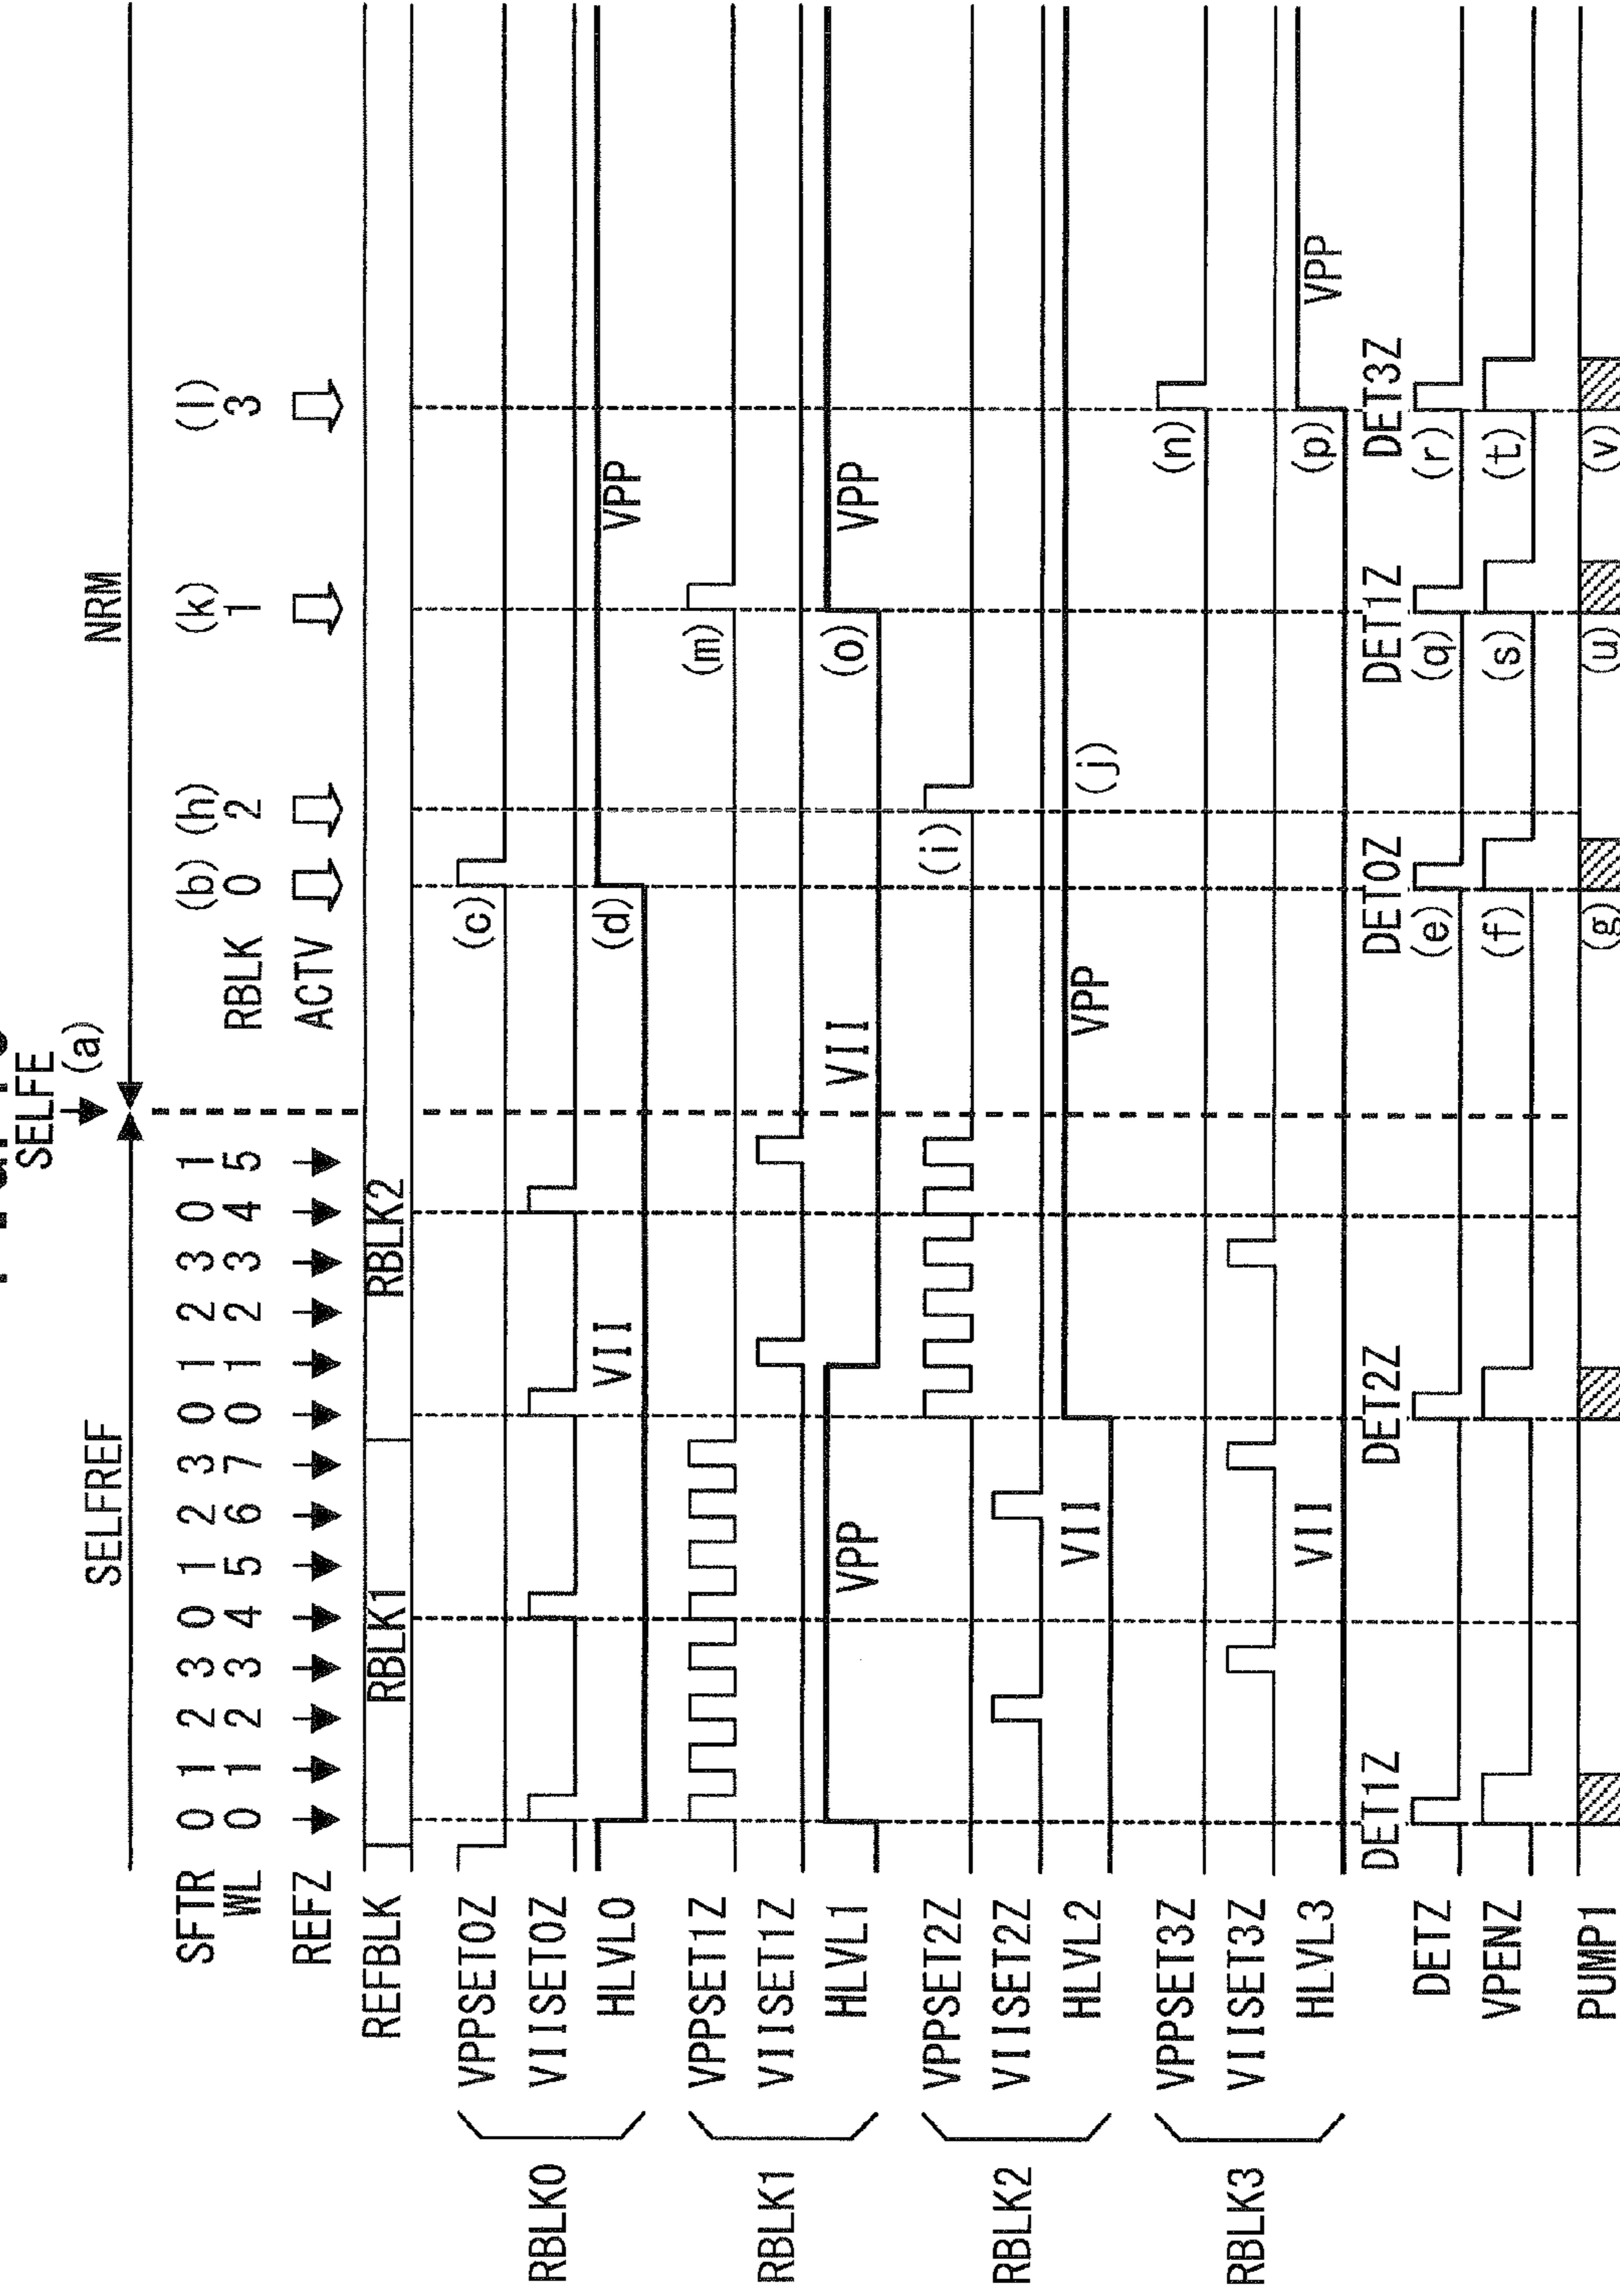 SELFE
(a)
SELFREF NRM
SFTR 0 1 2 3 0 1 2 3 0 1 2 3 0 1 (b) (h) (k) (l)
WL 0 1 2 3 4 5 6 7 0 1 2 3 4 5 RBLK 0 2 1 3
REFZ ACTV
REFBLK RBLK1 RBLK2
RBLK0
VPPSET0Z (c)
VIISET0Z
HLVL0 VII (d) VPP
RBLK1
VPPSET1Z (m)
VIISET1Z
HLVL1 VPP VII (o) VPP
RBLK2
VPPSET2Z (i)
VIISET2Z
HLVL2 VII VPP (j)
RBLK3
VPPSET3Z (n)
VIISET3Z
HLVL3 VII (p) VPP
DET1Z DET2Z DET0Z DET1Z DET3Z
DETZ (e) (q) (r)
VPENZ (f) (s) (t)
PUMP1 (g) (u) (v)